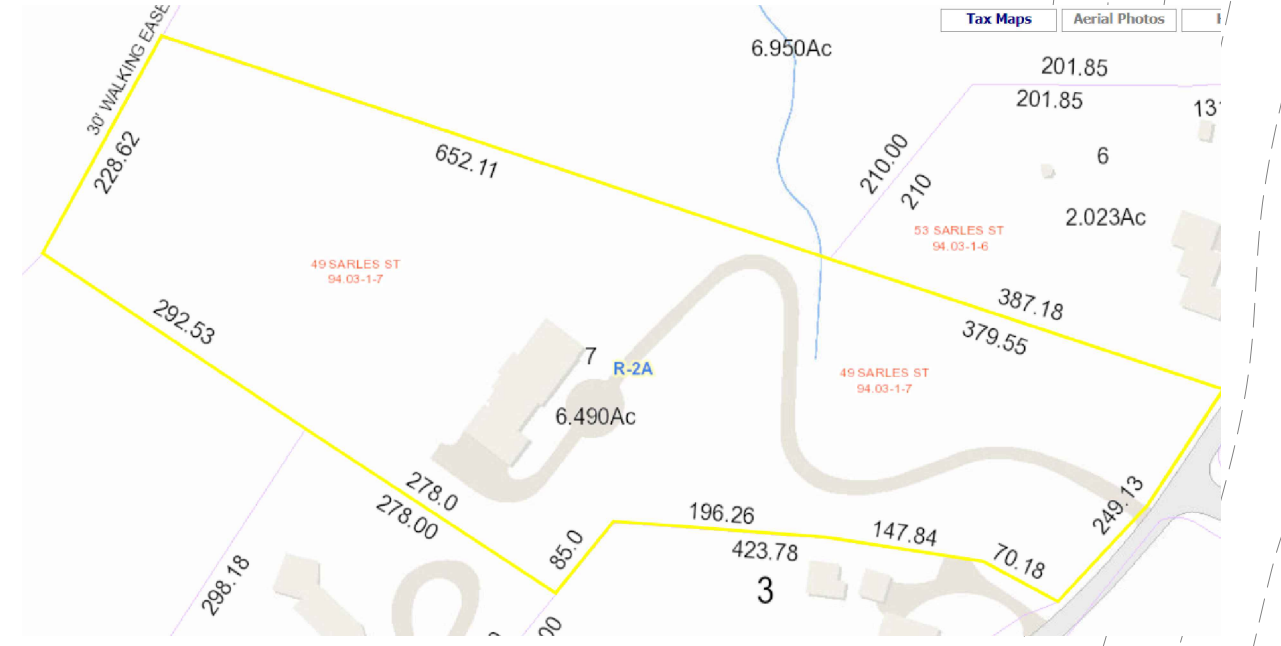 Tax Maps
Aerial Photos
6.950Ac
201.85
201.85
30' WALKING EASE
228.62
652.11
210.00
210
6
2.023Ac
53 SARLES ST
94.03-1-6
49 SARLES ST
94.03-1-7
292.53
387.18
379.55
7
R-2A
6.490Ac
49 SARLES ST
94.03-1-7
278.0
278.00
85.0
196.26
423.78
147.84
70.18
249.13
298.18
3